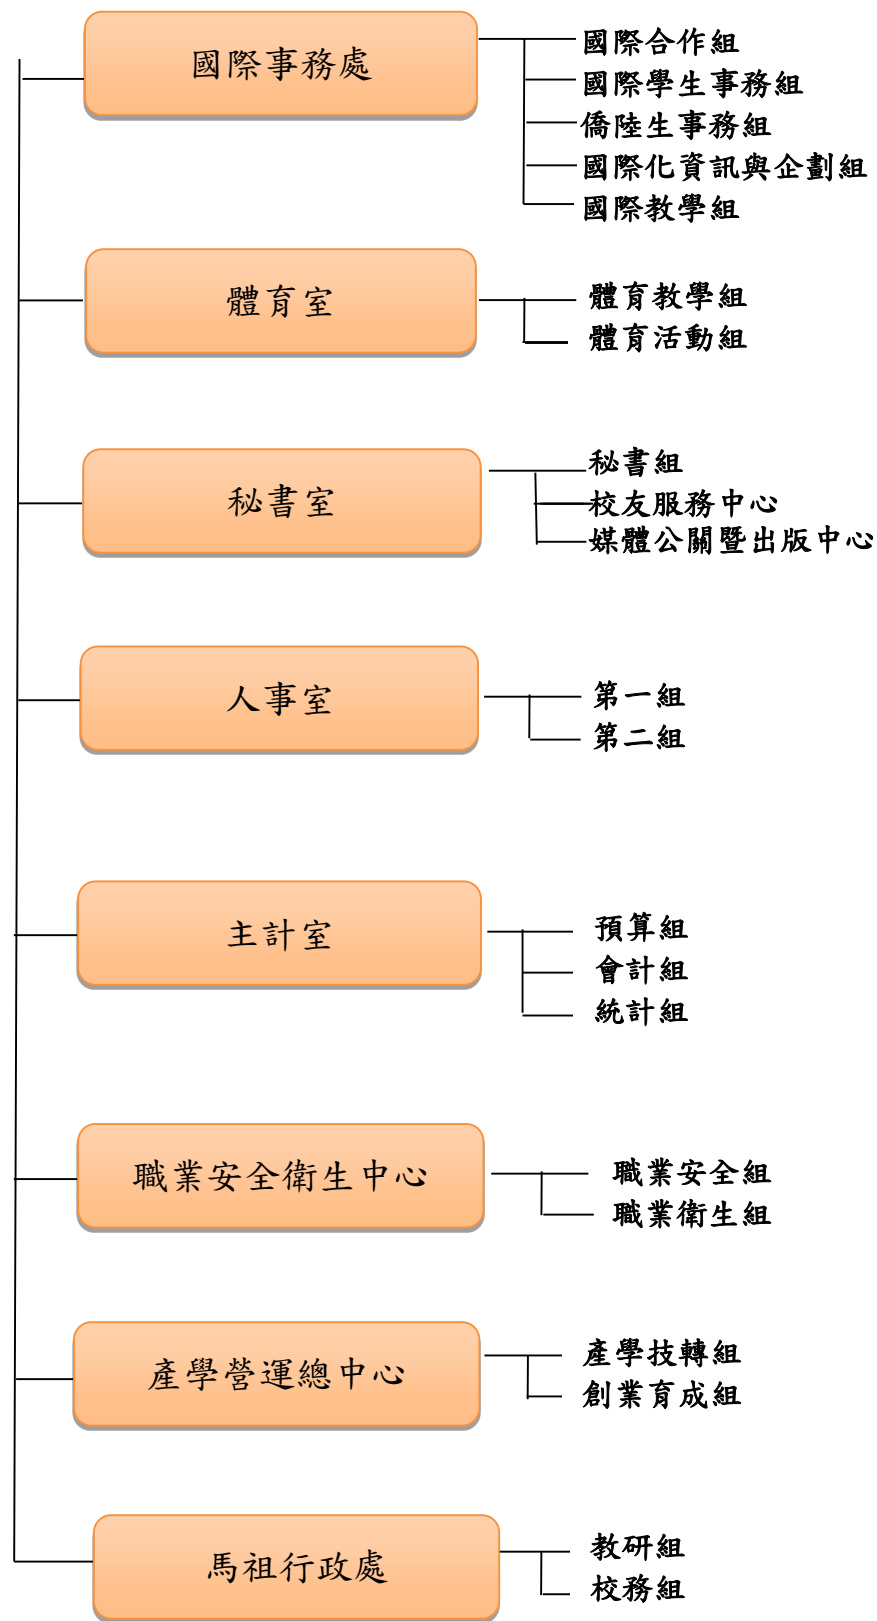 國際事務處
國際合作組
國際學生事務組
僑陸生事務組
國際化資訊與企劃組
國際教學組
體育室
體育教學組
體育活動組
秘書室
秘書組
校友服務中心
媒體公關暨出版中心
人事室
第一組
第二組
主計室
預算組
會計組
統計組
職業安全衛生中心
職業安全組
職業衛生組
產學營運總中心
產學技轉組
創業育成組
馬祖行政處
教研組
校務組